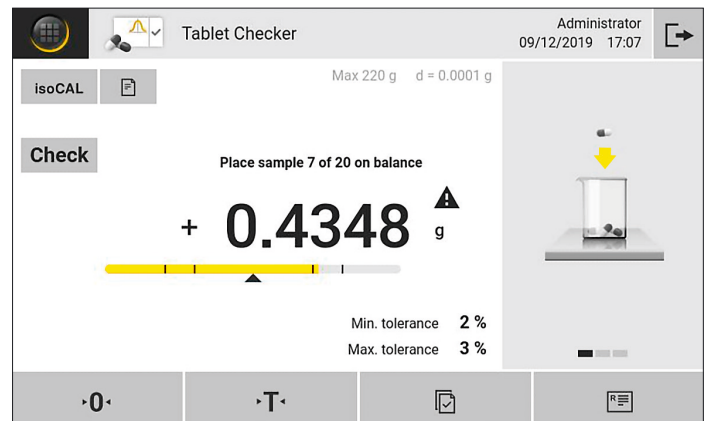 Tablet Checker
Administrator
09/12/2019 17:07
isoCAL
Max 220 g d = 0.0001 g
Check
Place sample 7 of 20 on balance
+ 0.4348 g
Min. tolerance 2 %
Max. tolerance 3 %
0
T
R